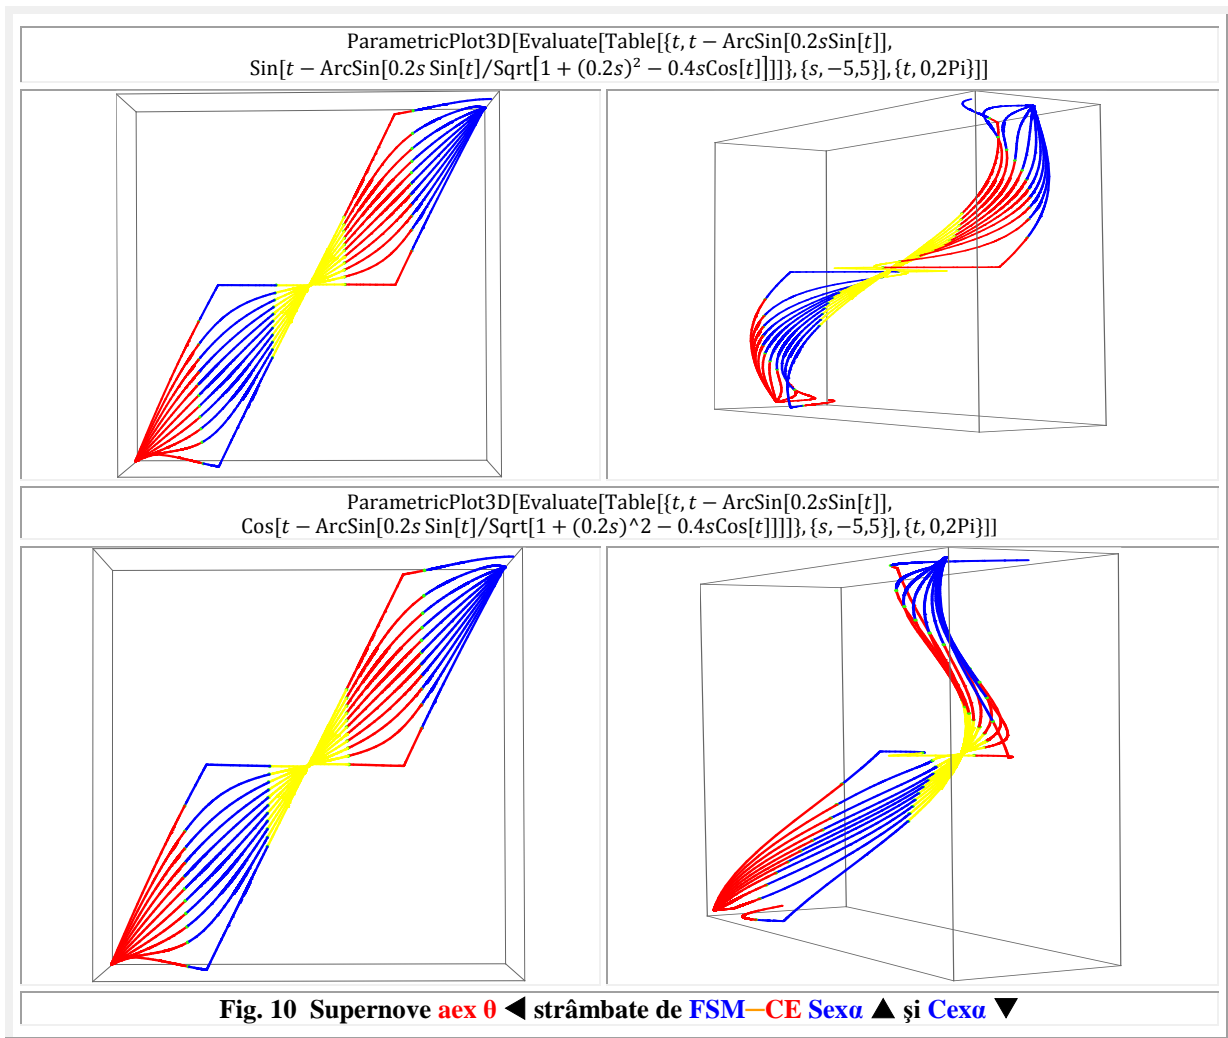 ParametricPlot3D[Evaluate[Table[{t, t − ArcSin[0.2sSin[t]],
Sin[t − ArcSin[0.2s Sin[t]/Sqrt[1 + (0.2s)² − 0.4sCos[t]]]]}, {s, −5,5}], {t, 0,2Pi}]]
ParametricPlot3D[Evaluate[Table[{t, t − ArcSin[0.2sSin[t]],
Cos[t − ArcSin[0.2s Sin[t]/Sqrt[1 + (0.2s)^2 − 0.4sCos[t]]]]}, {s, −5,5}], {t, 0,2Pi}]]
Fig. 10 Supernove aex θ ◄ strâmbate de FSM—CE Sexα ▲ şi Cexα ▼